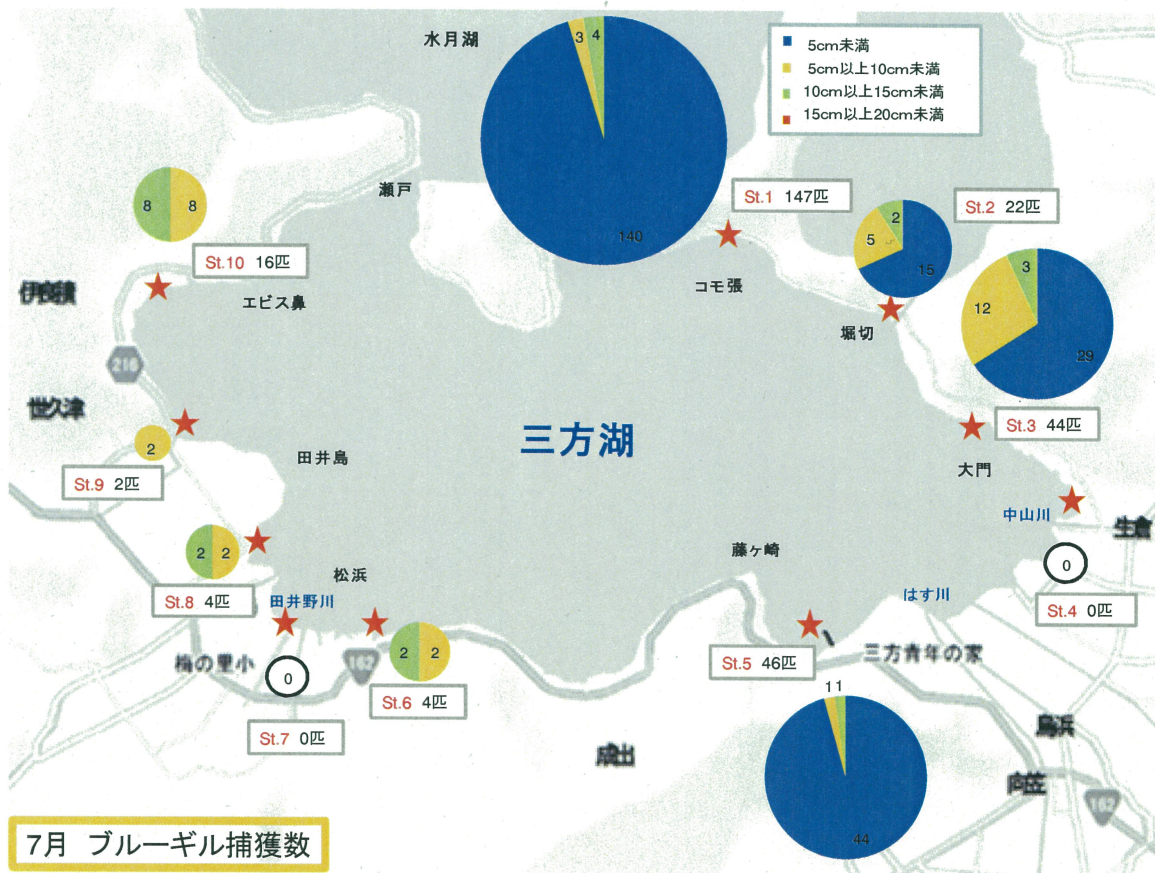 水月湖
3
4
140
5cm未満
5cm以上10cm未満
10cm以上15cm未満
15cm以上20cm未満
瀬戸
St.1 147匹
コモ張
2
5
15
St.2 22匹
堀切
3
12
29
St.3 44匹
大門
8
8
St.10 16匹
伊良積
エビス鼻
216
世久津
2
St.9 2匹
田井島
三方湖
中山川
生倉
0
St.4 0匹
藤ヶ崎
はす川
2
2
St.8 4匹
松浜
田井野川
梅の里小
0
St.7 0匹
162
2
2
St.6 4匹
St.5 46匹
三方青年の家
1
1
44
成出
鳥浜
向笠
162
7月 ブルーギル捕獲数